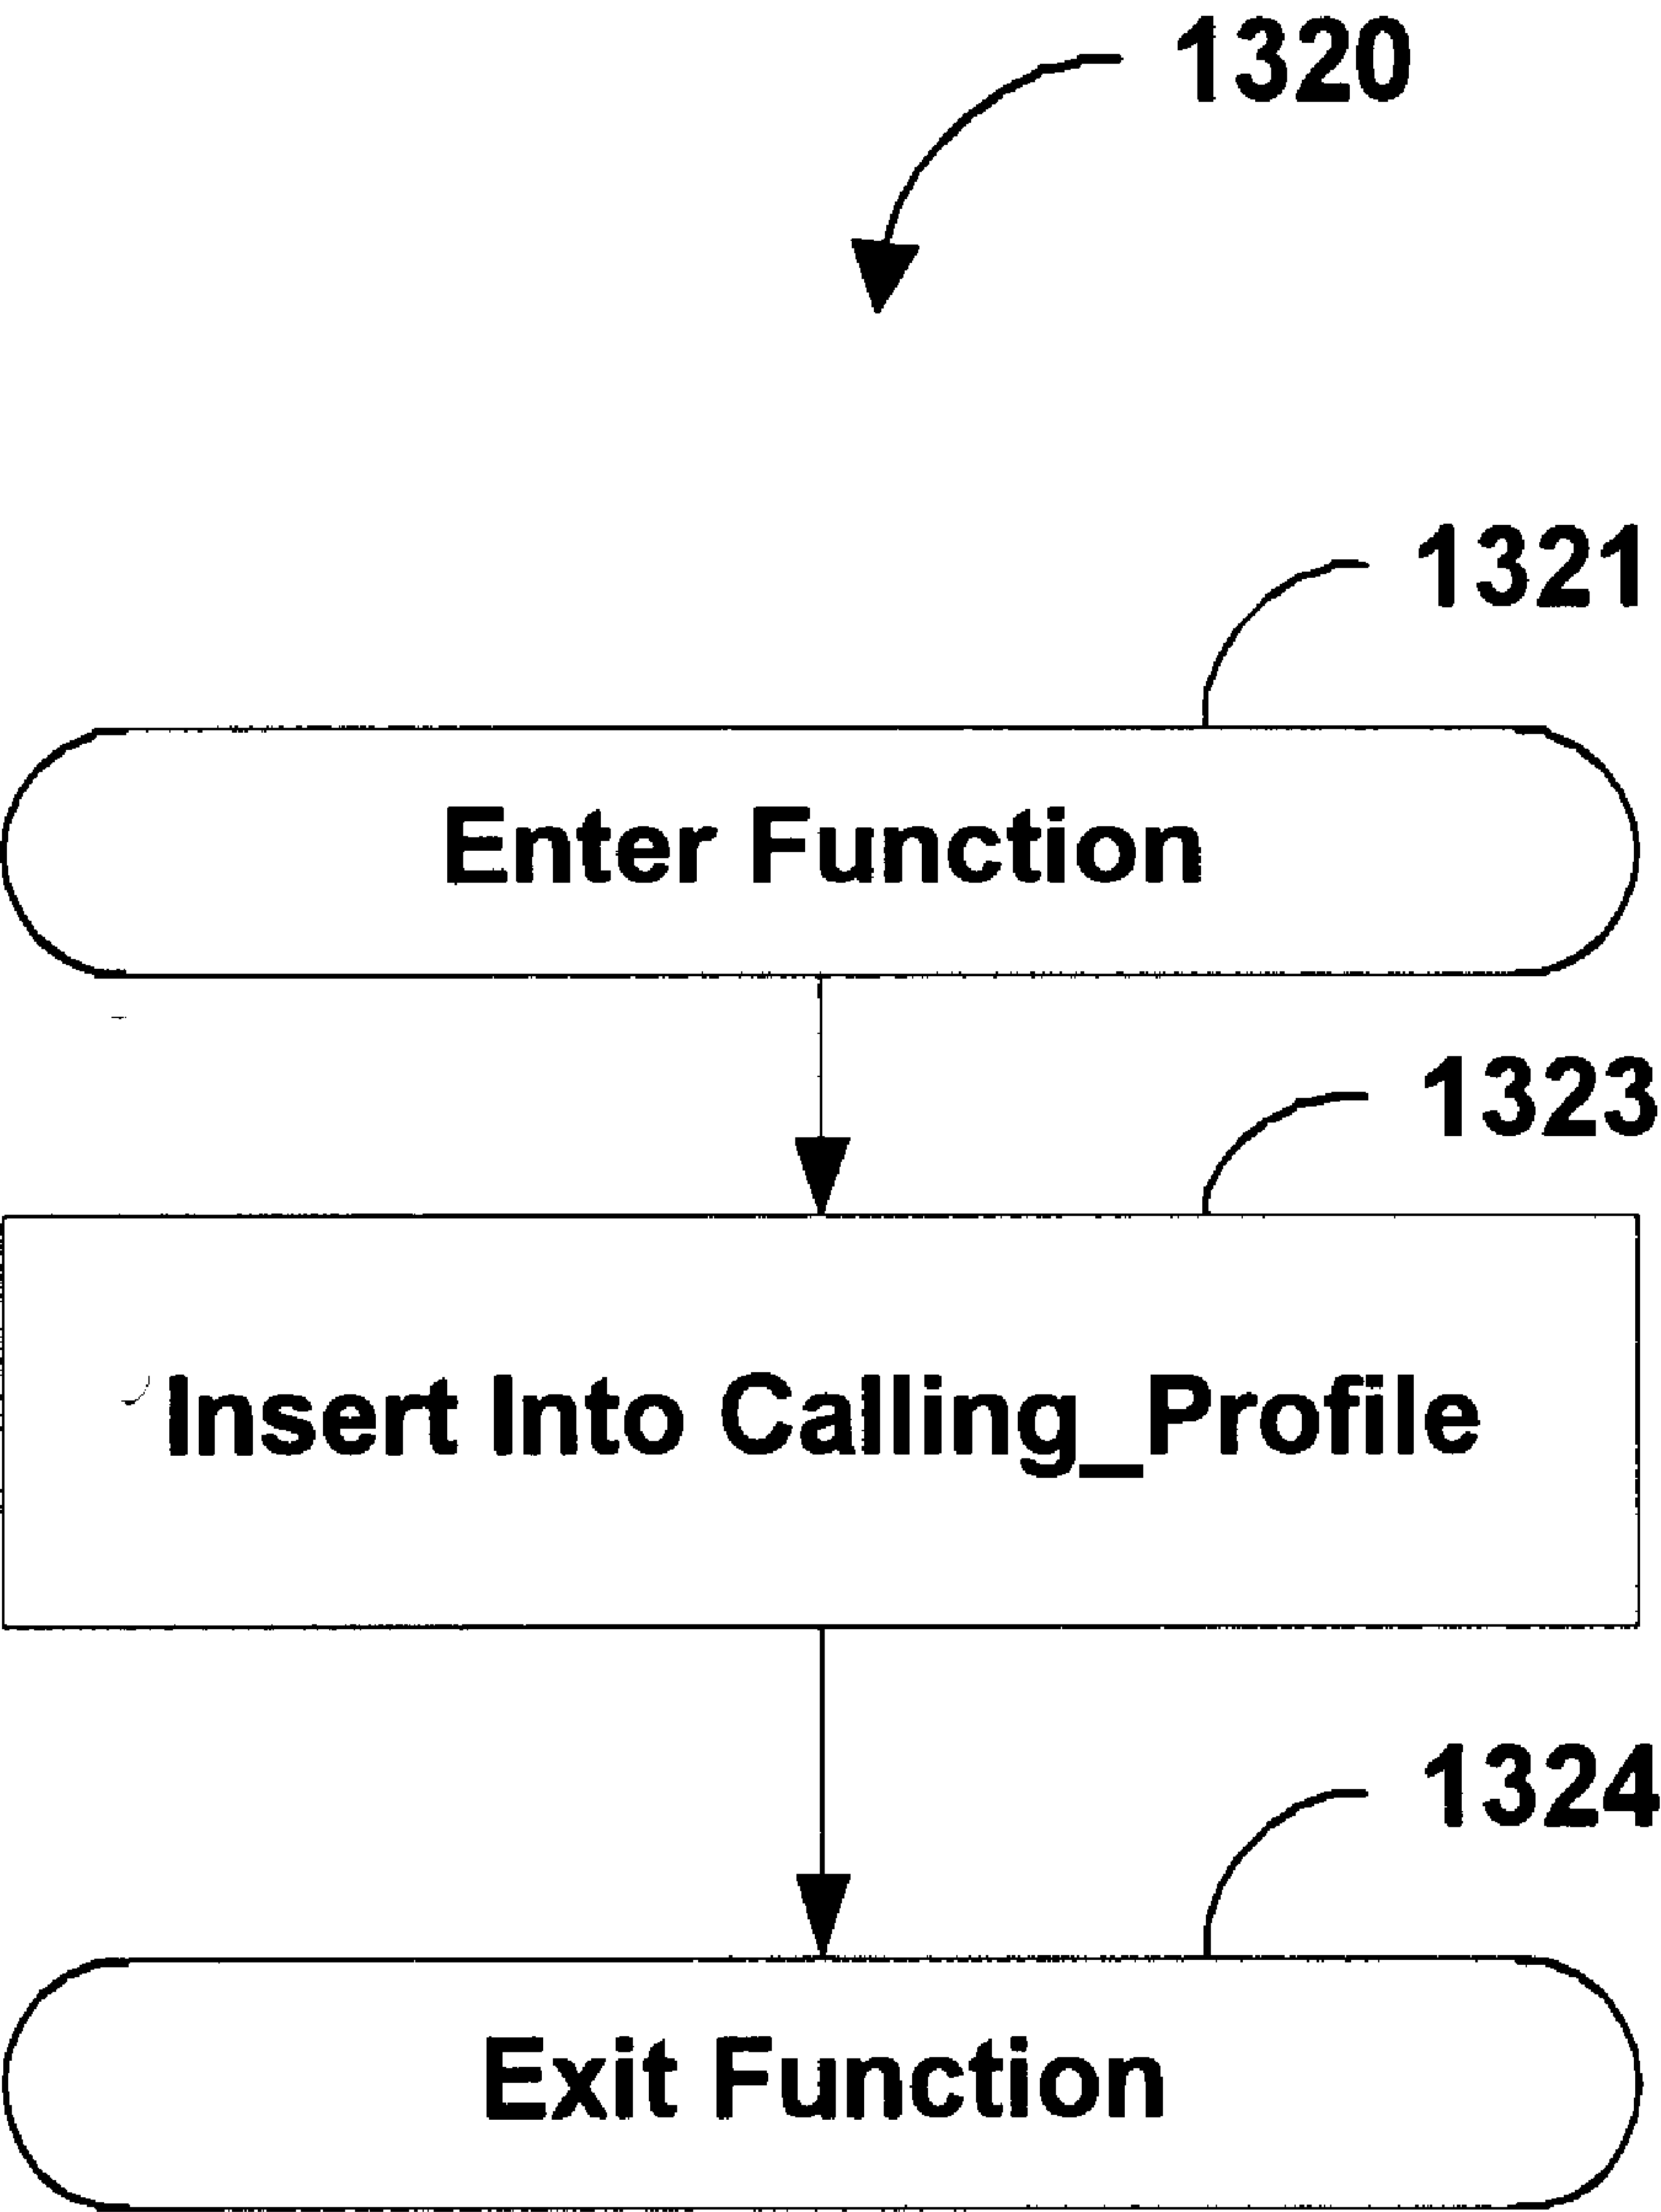 1320
1321
Enter Function
1323
Insert Into Calling_Profile
1324
Exit Function